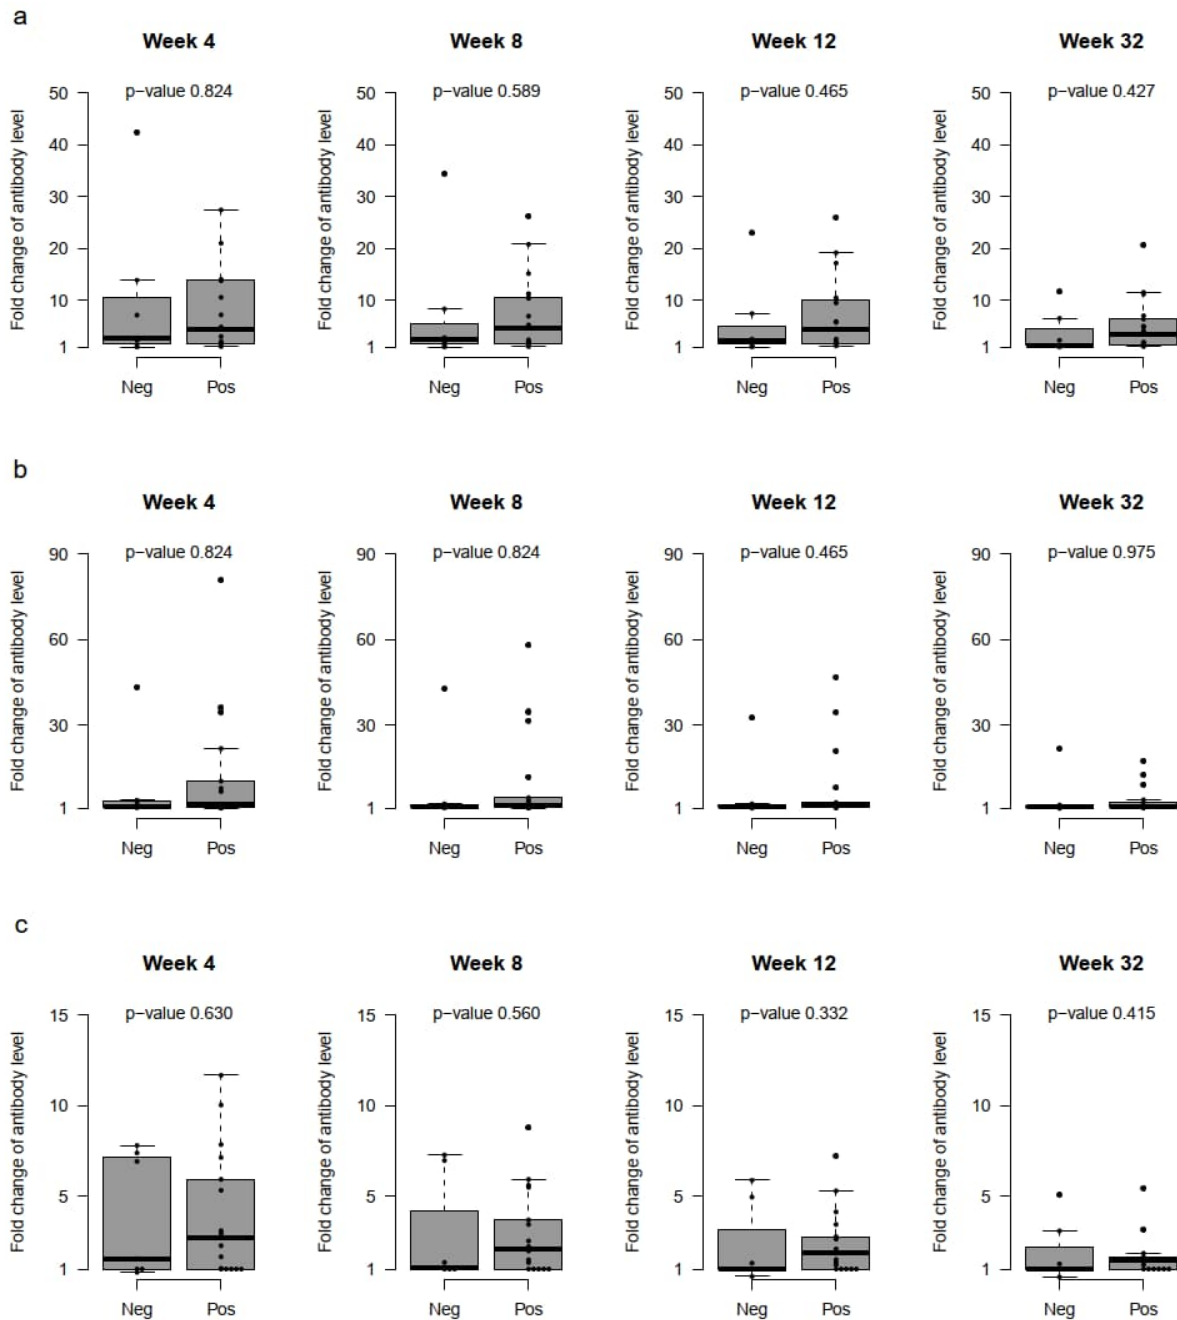 a
Week 4 Week 8 Week 12 Week 32
p−value 0.824 p−value 0.589 p−value 0.465 p−value 0.427
Fold change of antibody level Fold change of antibody level Fold change of antibody level Fold change of antibody level
50 50 50 50
40 40 40 40
30 30 30 30
20 20 20 20
10 10 10 10
1 1 1 1
Neg Pos Neg Pos Neg Pos Neg Pos
b
Week 4 Week 8 Week 12 Week 32
p−value 0.824 p−value 0.824 p−value 0.465 p−value 0.975
Fold change of antibody level Fold change of antibody level Fold change of antibody level Fold change of antibody level
90 90 90 90
60 60 60 60
30 30 30 30
1 1 1 1
Neg Pos Neg Pos Neg Pos Neg Pos
c
Week 4 Week 8 Week 12 Week 32
p−value 0.630 p−value 0.560 p−value 0.332 p−value 0.415
Fold change of antibody level Fold change of antibody level Fold change of antibody level Fold change of antibody level
15 15 15 15
10 10 10 10
5 5 5 5
1 1 1 1
Neg Pos Neg Pos Neg Pos Neg Pos